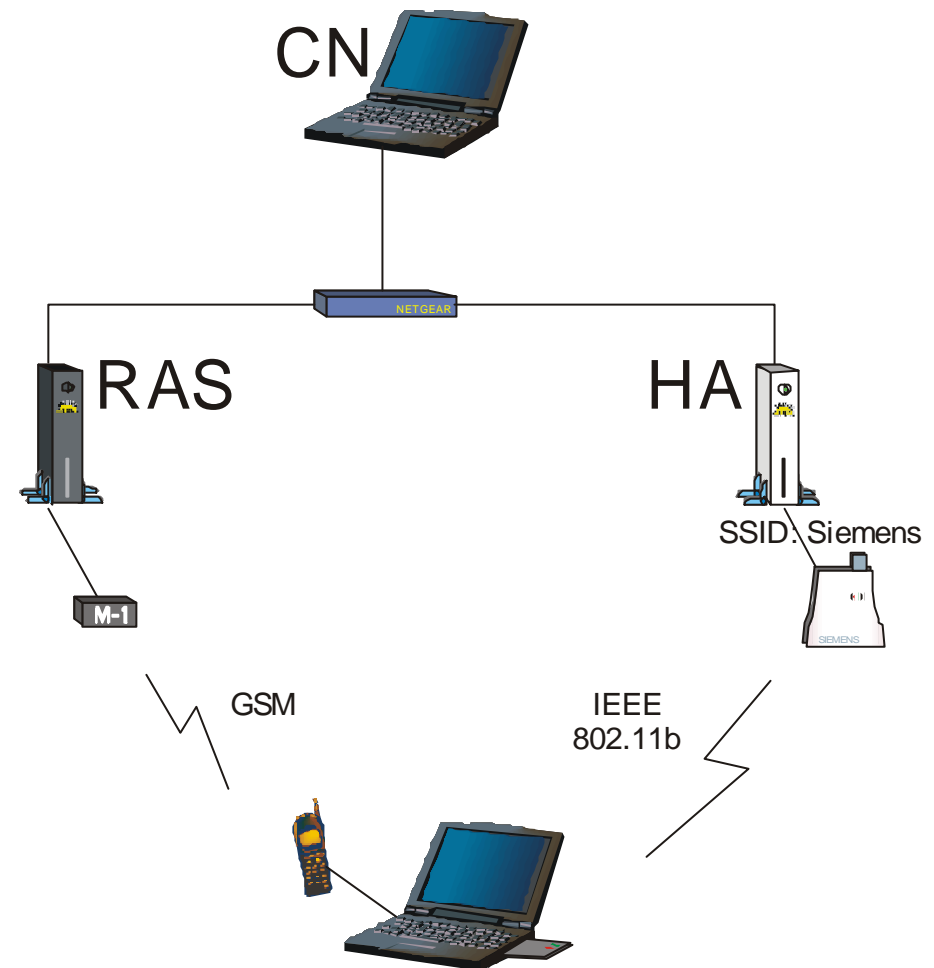 CN
NETGEAR
RAS
HA
SSID: Siemens
M-1
SIEMENS
GSM
IEEE
802.11b